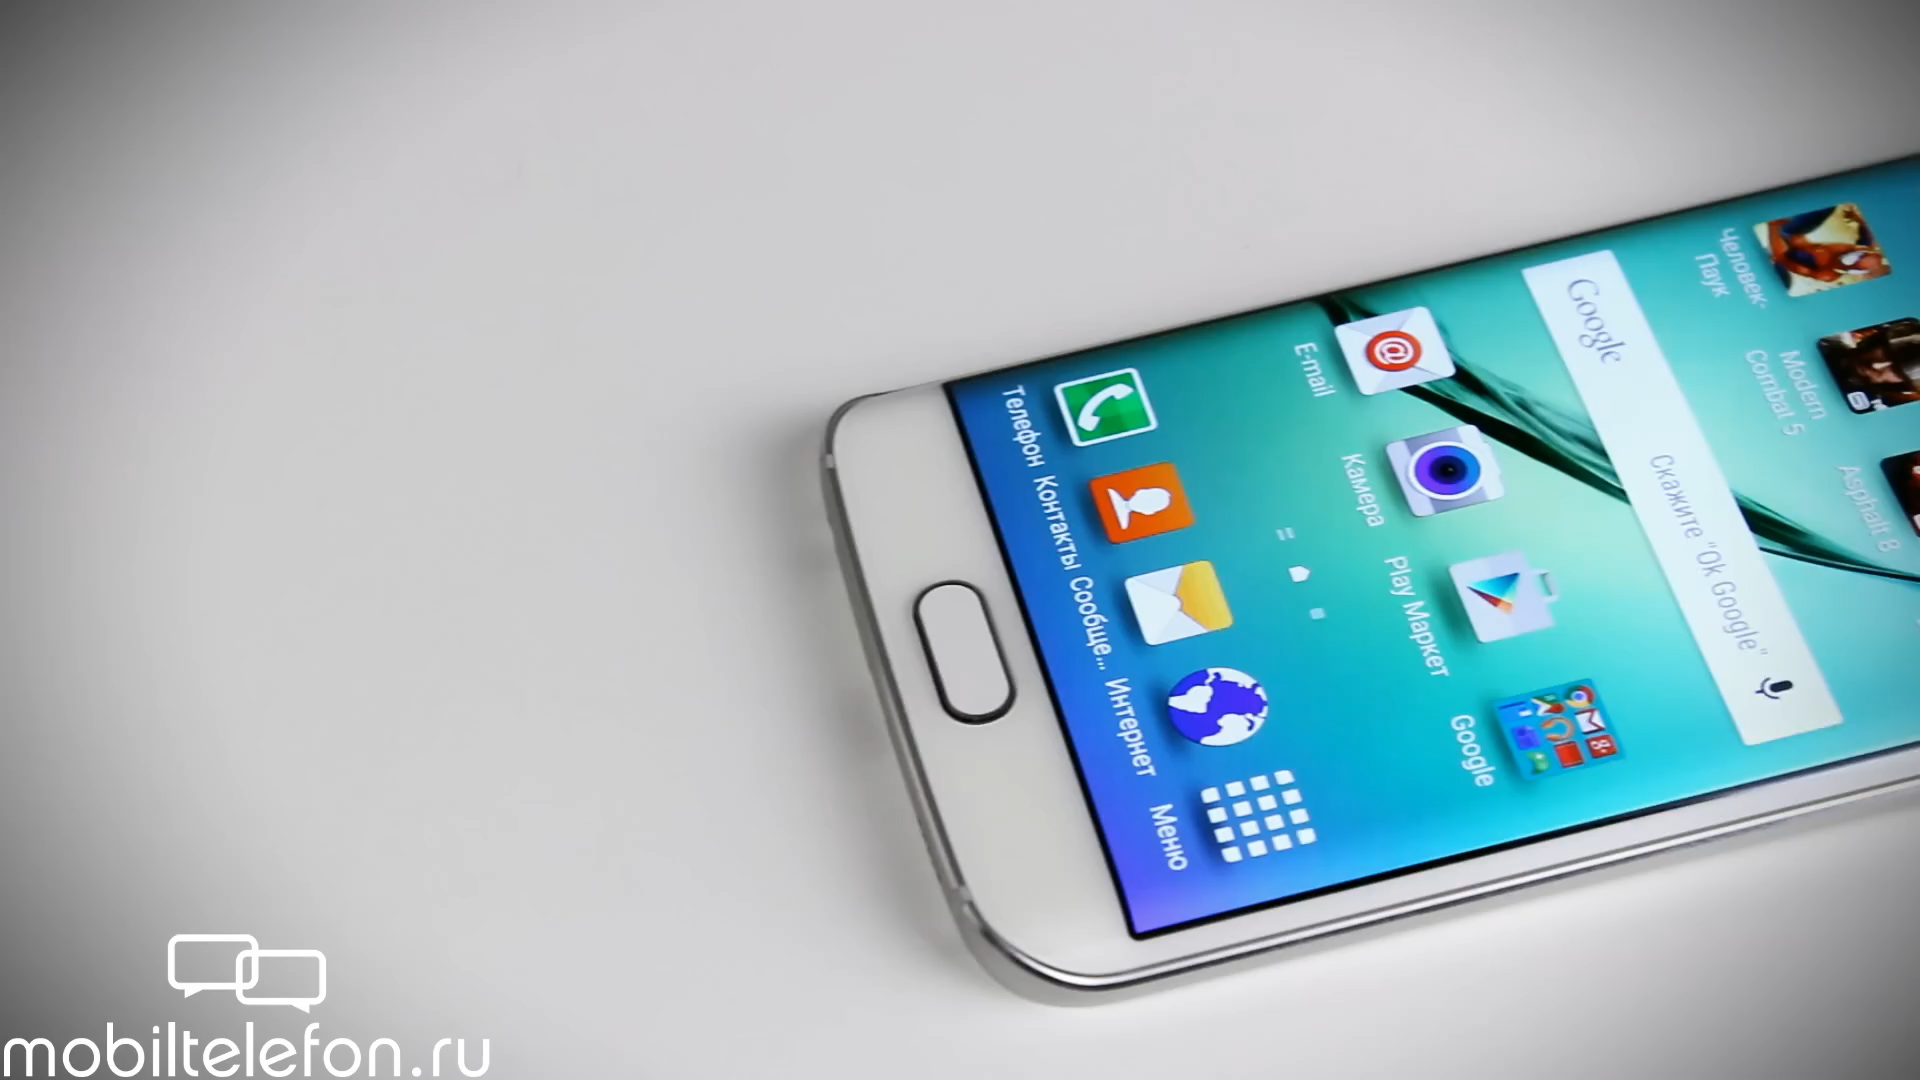 Человек-
Паук
Modern
Combat 5
Asphalt 8
Google
Скажите "Ok Google"
E-mail
Камера
Play Маркет
Google
Телефон
Контакты
Сообще...
Интернет
Меню
mobiltelefon.ru